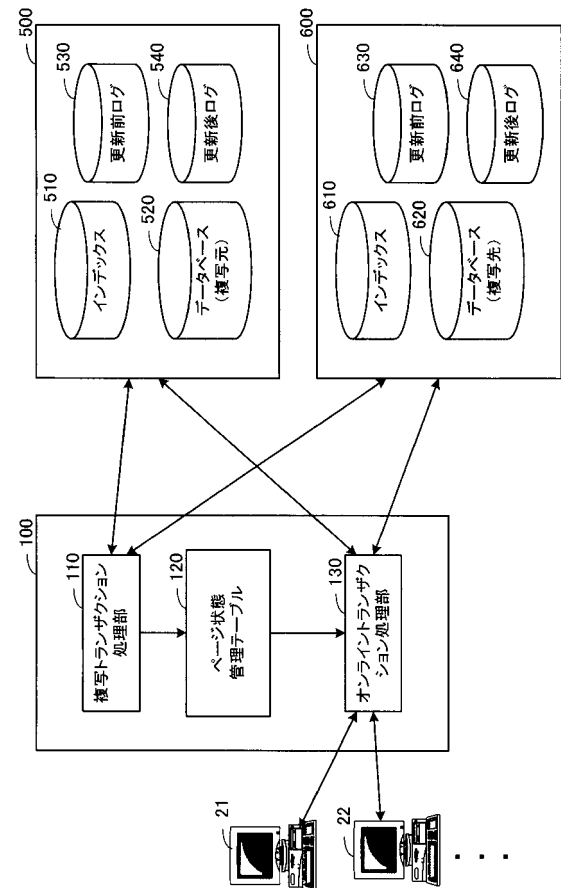 100
110
複写トランザクション
処理部
120
ページ状態
管理テーブル
130
オンライントランザク
ション処理部
21
22
・・・
500
510
インデックス
520
データベース
(複写元)
530
更新前ログ
540
更新後ログ
600
610
インデックス
620
データベース
(複写先)
630
更新前ログ
640
更新後ログ